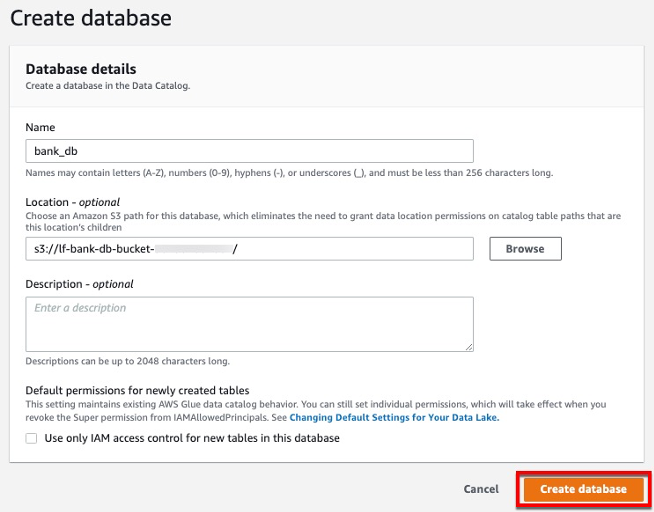 Create database
Database details
Create a database in the Data Catalog.
Name
bank_db
Names may contain letters (A-Z), numbers (0-9), hyphens (-), or underscores (_), and must be less than 256 characters long.
Location - optional
Choose an Amazon S3 path for this database, which eliminates the need to grant data location permissions on catalog table paths that are
this location's children
s3://lf-bank-db-bucket- /
Browse
Description - optional
Enter a description
Descriptions can be up to 2048 characters long.
Default permissions for newly created tables
This setting maintains existing AWS Glue data catalog behavior. You can still set individual permissions, which will take effect when you
revoke the Super permission from IAMAllowedPrincipals. See Changing Default Settings for Your Data Lake.
Use only IAM access control for new tables in this database
Cancel
Create database